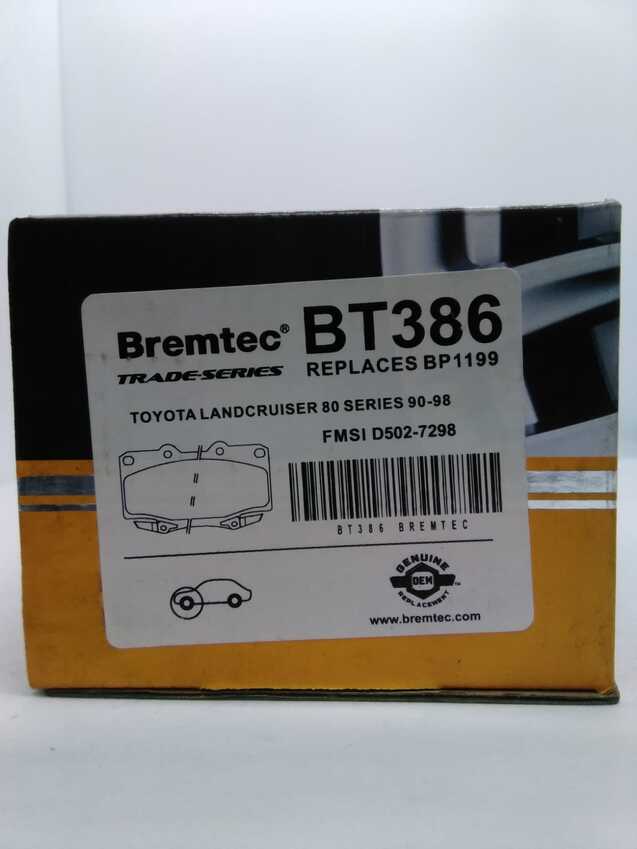 Bremtec®
TRADE-SERIES
BT386
REPLACES BP1199
TOYOTA LANDCRUISER 80 SERIES 90-98
FMSI D502-7298
BT386 BREMTEC
GENUINE
OEM
REPLACEMENT
™
www.bremtec.com